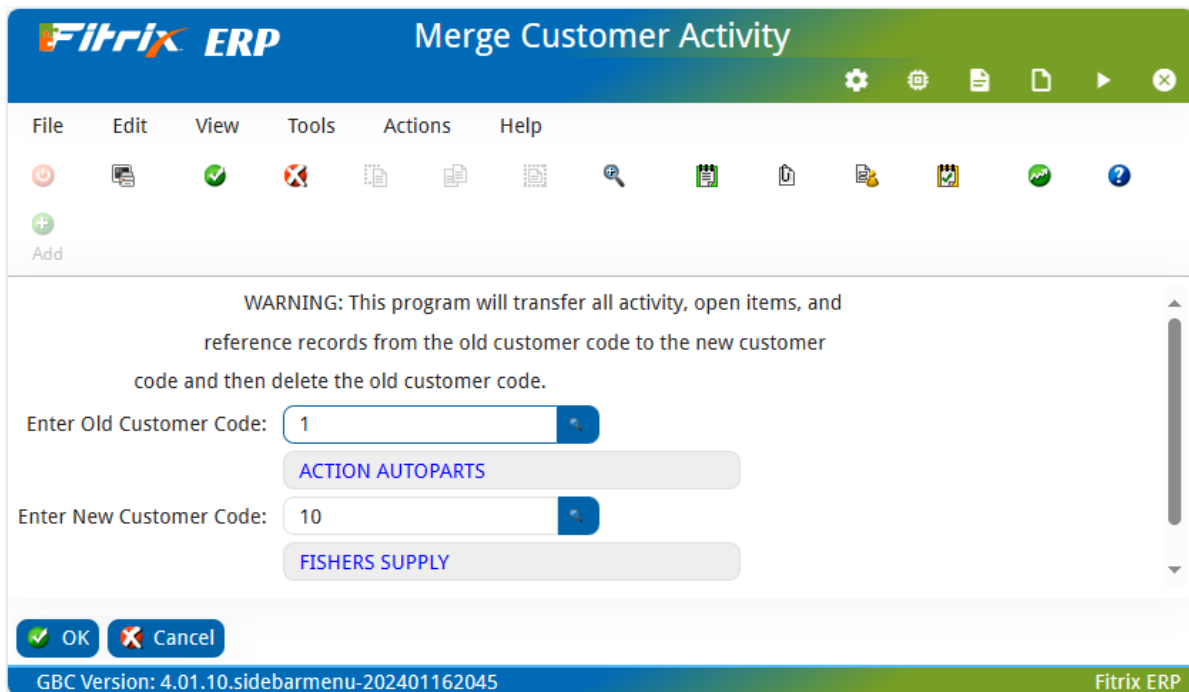 Fitrix ERP
Merge Customer Activity
File Edit View Tools Actions Help
Add
WARNING: This program will transfer all activity, open items, and
reference records from the old customer code to the new customer
code and then delete the old customer code.
Enter Old Customer Code: 1
ACTION AUTOPARTS
Enter New Customer Code: 10
FISHERS SUPPLY
OK Cancel
GBC Version: 4.01.10.sidebarmenu-202401162045 Fitrix ERP